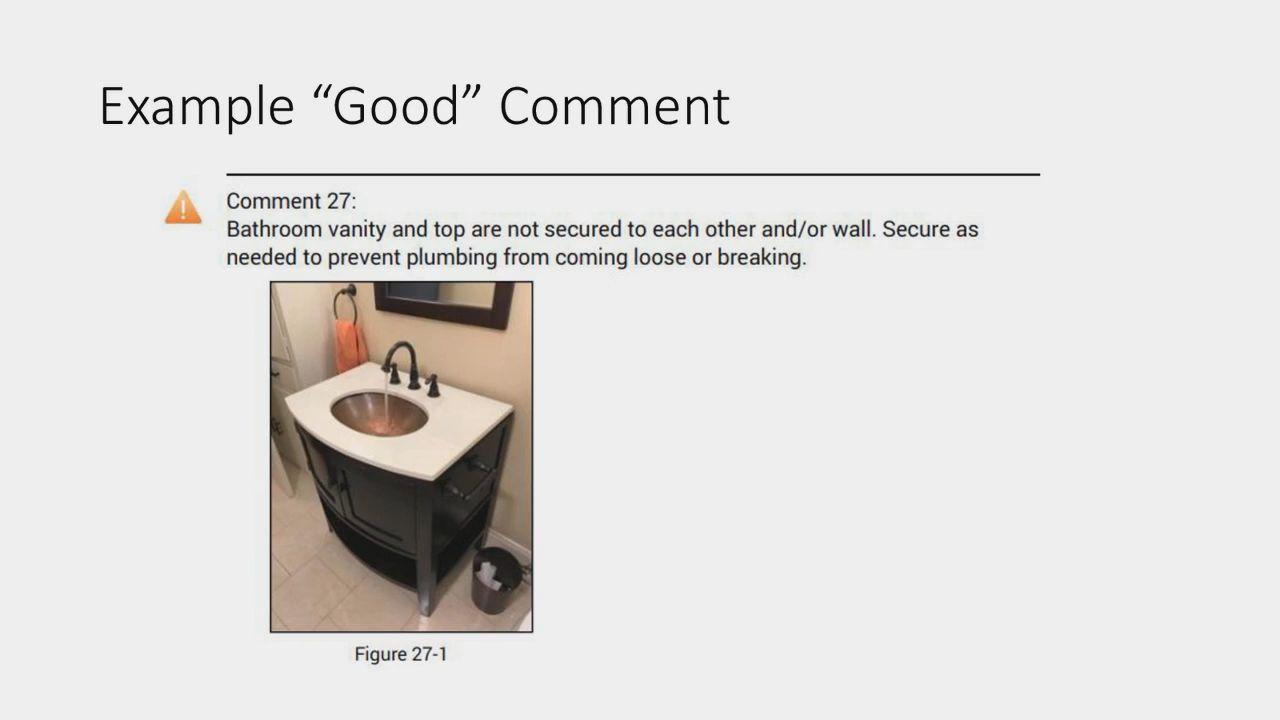 Example “Good” Comment
Comment 27:
Bathroom vanity and top are not secured to each other and/or wall. Secure as
needed to prevent plumbing from coming loose or breaking.
Figure 27-1